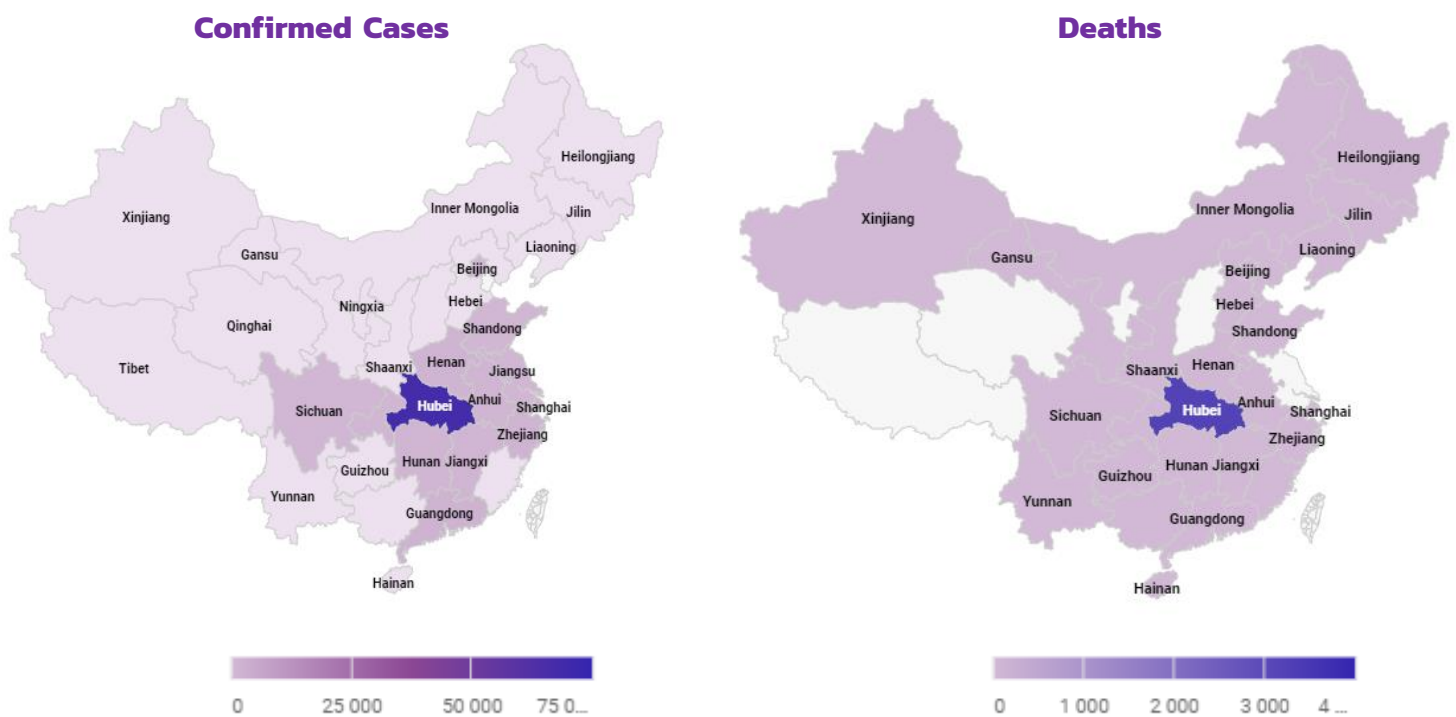 Confirmed Cases
Heilongjiang
Inner Mongolia
Jilin
Xinjiang
Liaoning
Gansu
Beijing
Hebei
Ningxia
Qinghai
Shandong
Tibet
Shaanxi
Henan
Jiangsu
Sichuan
Hubei
Anhui
Shanghai
Zhejiang
Guizhou
Hunan Jiangxi
Yunnan
Guangdong
Hainan
0 25 000 50 000 75 0...
Deaths
Heilongjiang
Inner Mongolia
Jilin
Xinjiang
Liaoning
Gansu
Beijing
Hebei
Shandong
Shaanxi
Henan
Sichuan
Hubei
Anhui
Shanghai
Zhejiang
Guizhou
Hunan Jiangxi
Yunnan
Guangdong
Hainan
0 1 000 2 000 3 000 4 ...